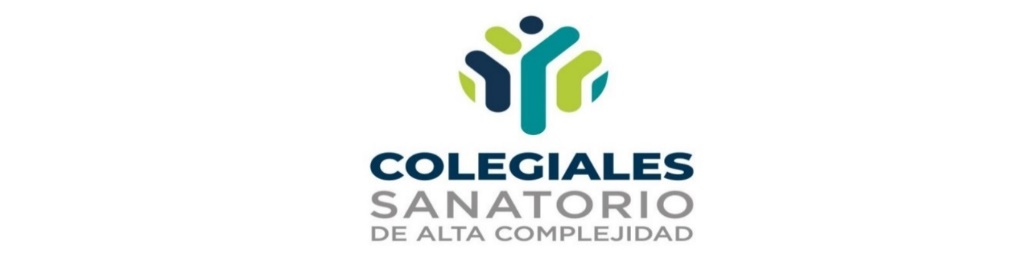 COLEGIALES
SANATORIO
DE ALTA COMPLEJIDAD